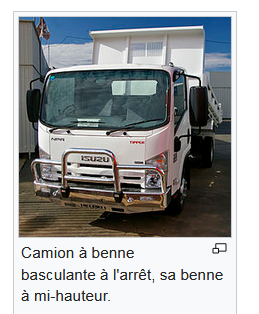 NPR
TIPPER
ISUZU
Camion à benne
basculante à l'arrêt, sa benne
à mi-hauteur.